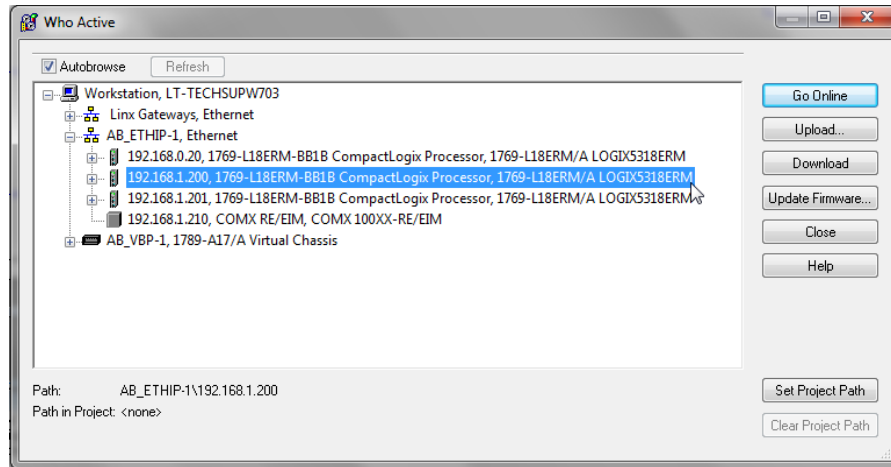 Who Active
Autobrowse Refresh
Workstation, LT-TECHSUPW703
Linx Gateways, Ethernet
AB_ETHIP-1, Ethernet
192.168.0.20, 1769-L18ERM-BB1B CompactLogix Processor, 1769-L18ERM/A LOGIX5318ERM
192.168.1.200, 1769-L18ERM-BB1B CompactLogix Processor, 1769-L18ERM/A LOGIX5318ERM
192.168.1.201, 1769-L18ERM-BB1B CompactLogix Processor, 1769-L18ERM/A LOGIX5318ERM
192.168.1.210, COMX RE/EIM, COMX 100XX-RE/EIM
AB_VBP-1, 1789-A17/A Virtual Chassis
Go Online
Upload...
Download
Update Firmware...
Close
Help
Path: AB_ETHIP-1\192.168.1.200
Path in Project: <none>
Set Project Path
Clear Project Path